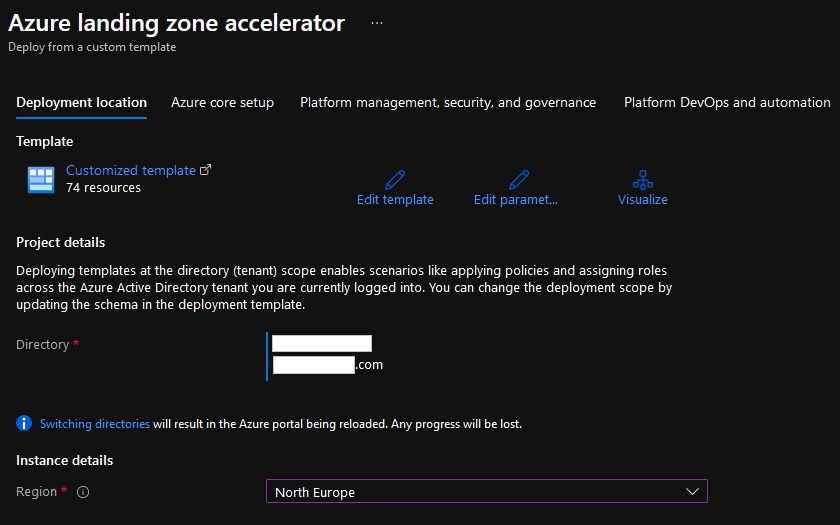 Azure landing zone accelerator ...
Deploy from a custom template
Deployment location Azure core setup Platform management, security, and governance Platform DevOps and automation
Template
Customized template
74 resources
Edit template Edit paramet... Visualize
Project details
Deploying templates at the directory (tenant) scope enables scenarios like applying policies and assigning roles
across the Azure Active Directory tenant you are currently logged into. You can change the deployment scope by
updating the schema in the deployment template.
Directory *
.com
Switching directories will result in the Azure portal being reloaded. Any progress will be lost.
Instance details
Region * North Europe